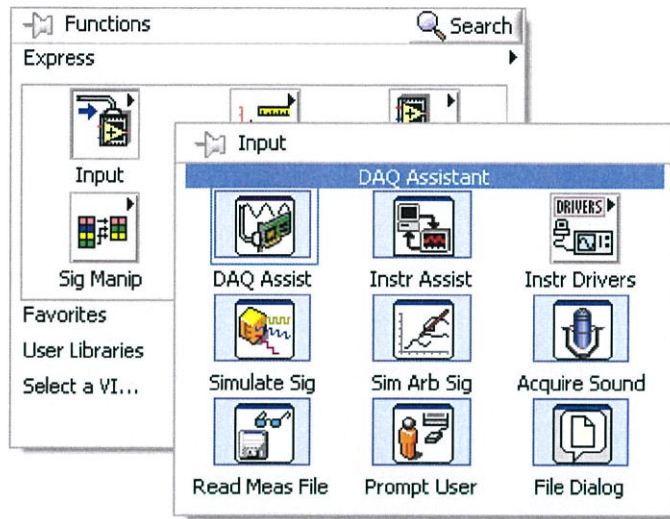 Functions
Search
Express
Input
Sig Manip
Favorites
User Libraries
Select a VI...
Input
DAQ Assistant
DAQ Assist Instr Assist Instr Drivers
DRIVERS
Simulate Sig Sim Arb Sig Acquire Sound
Read Meas File Prompt User File Dialog